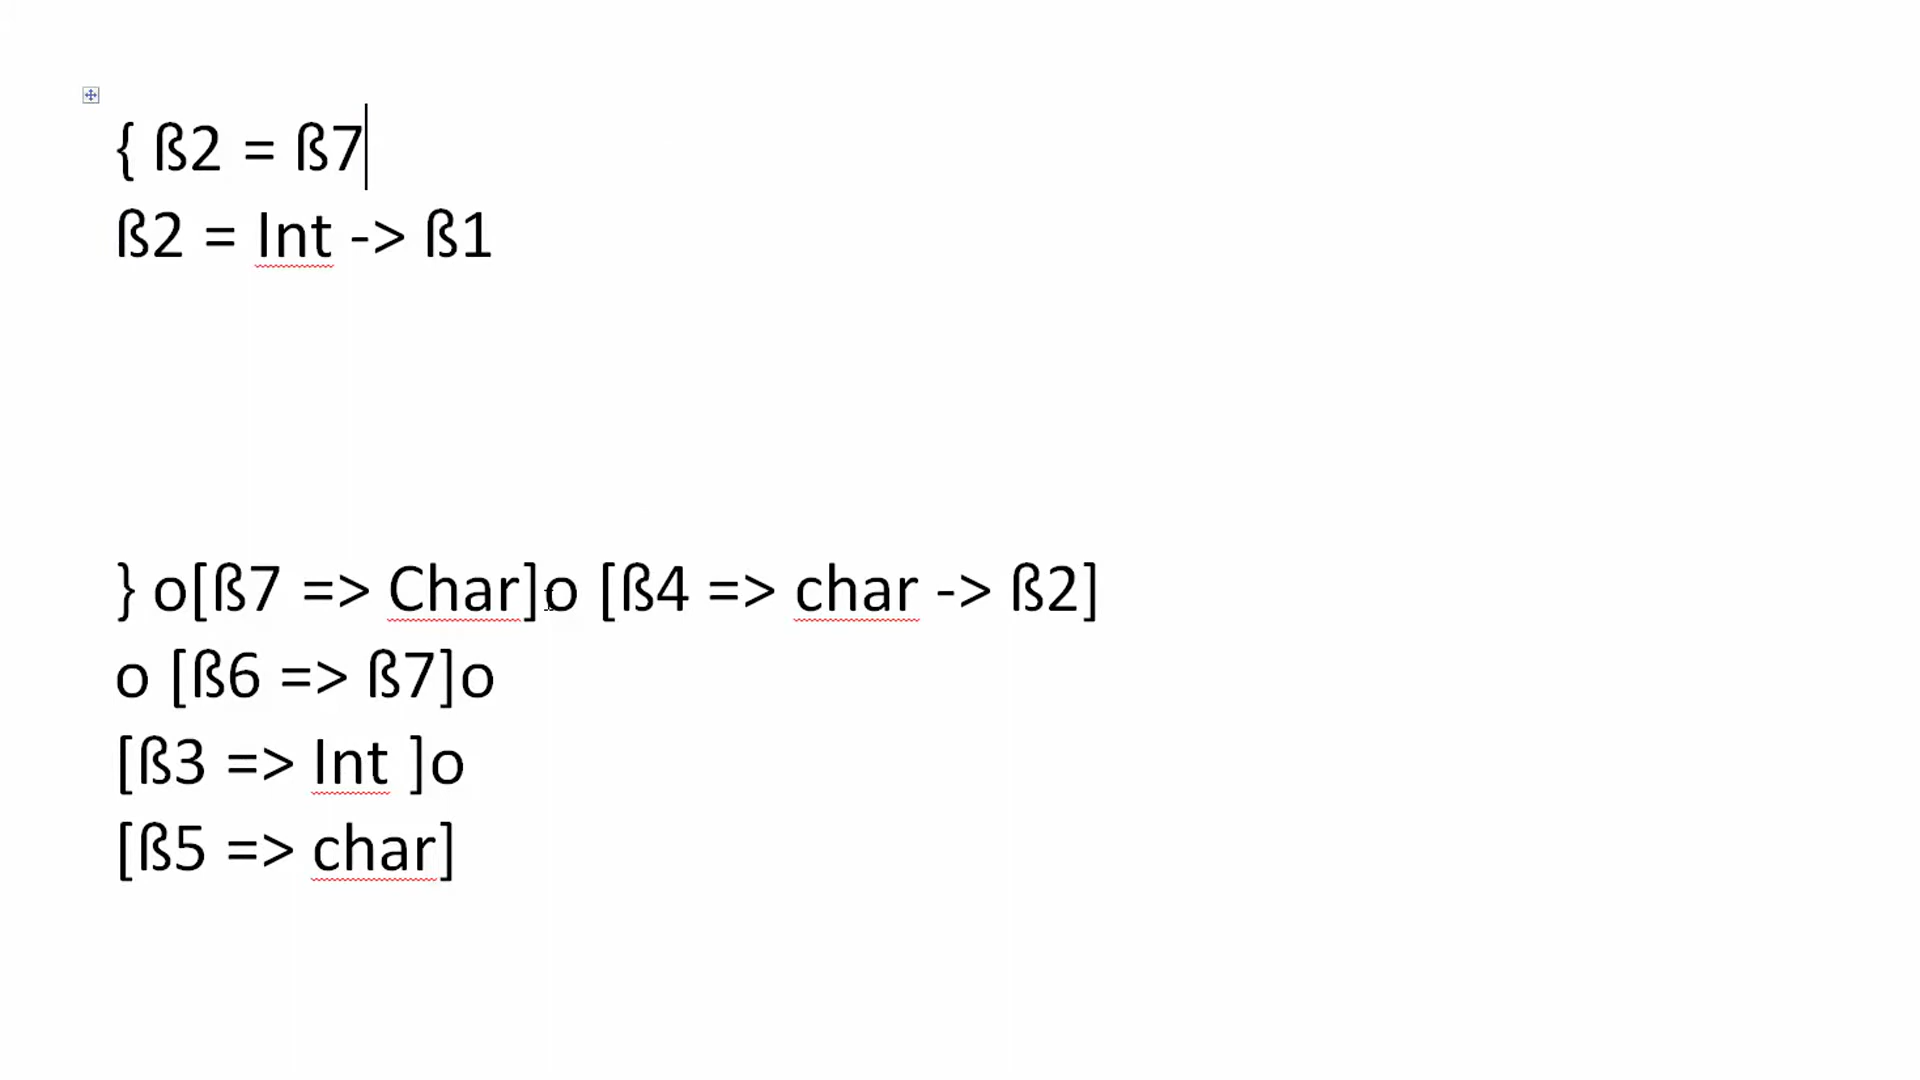 { ß2 = ß7
ß2 = Int -> ß1
} o[ß7 => Char]o [ß4 => char -> ß2]
o [ß6 => ß7]o
[ß3 => Int ]o
[ß5 => char]